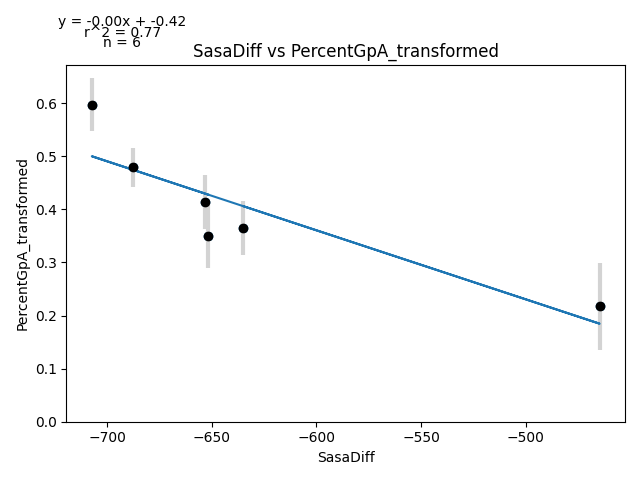 y = -0.00x + -0.42
r^2 = 0.77
n = 6
SasaDiff vs PercentGpA_transformed
PercentGpA_transformed
0.6
0.5
0.4
0.3
0.2
0.1
0.0
−700
−650
−600
−550
−500
SasaDiff